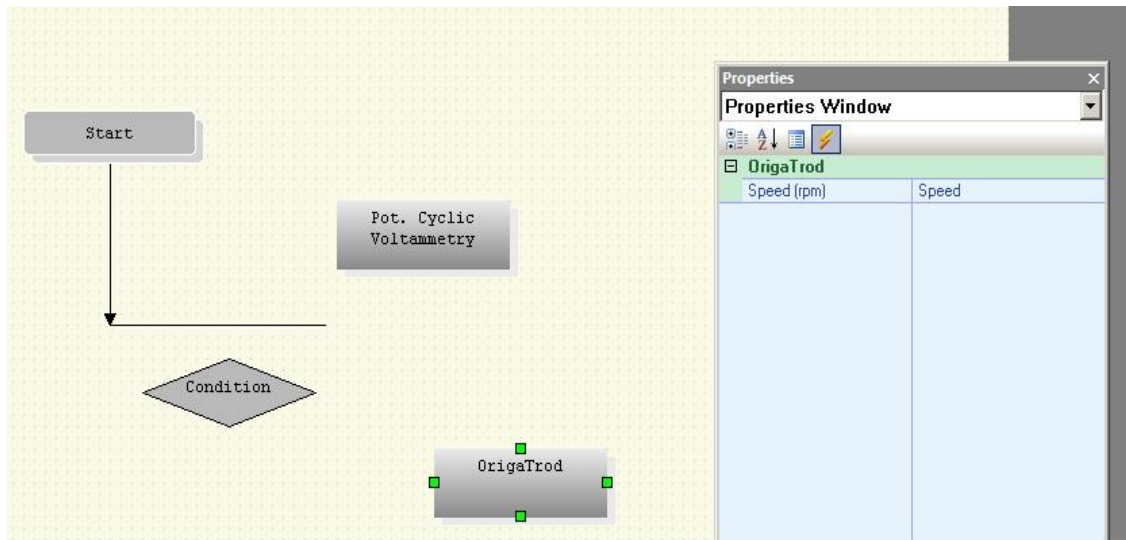 Start
Pot. Cyclic
Voltammetry
Condition
OrigaTrod
Properties
Properties Window
OrigaTrod
Speed (rpm) Speed